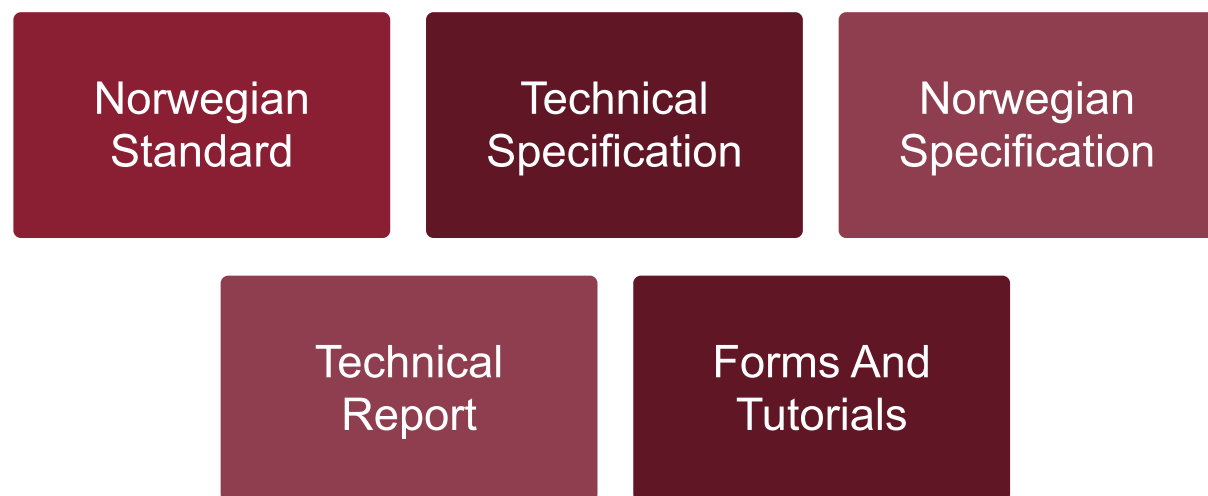 Norwegian
Standard
Technical
Specification
Norwegian
Specification
Technical
Report
Forms And
Tutorials